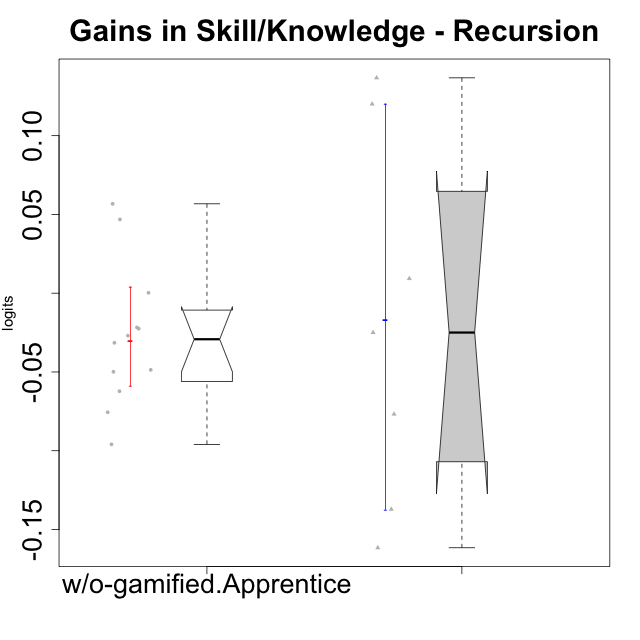 Gains in Skill/Knowledge - Recursion
0.10
0.05
-0.05
-0.15
logits
w/o-gamified.Apprentice